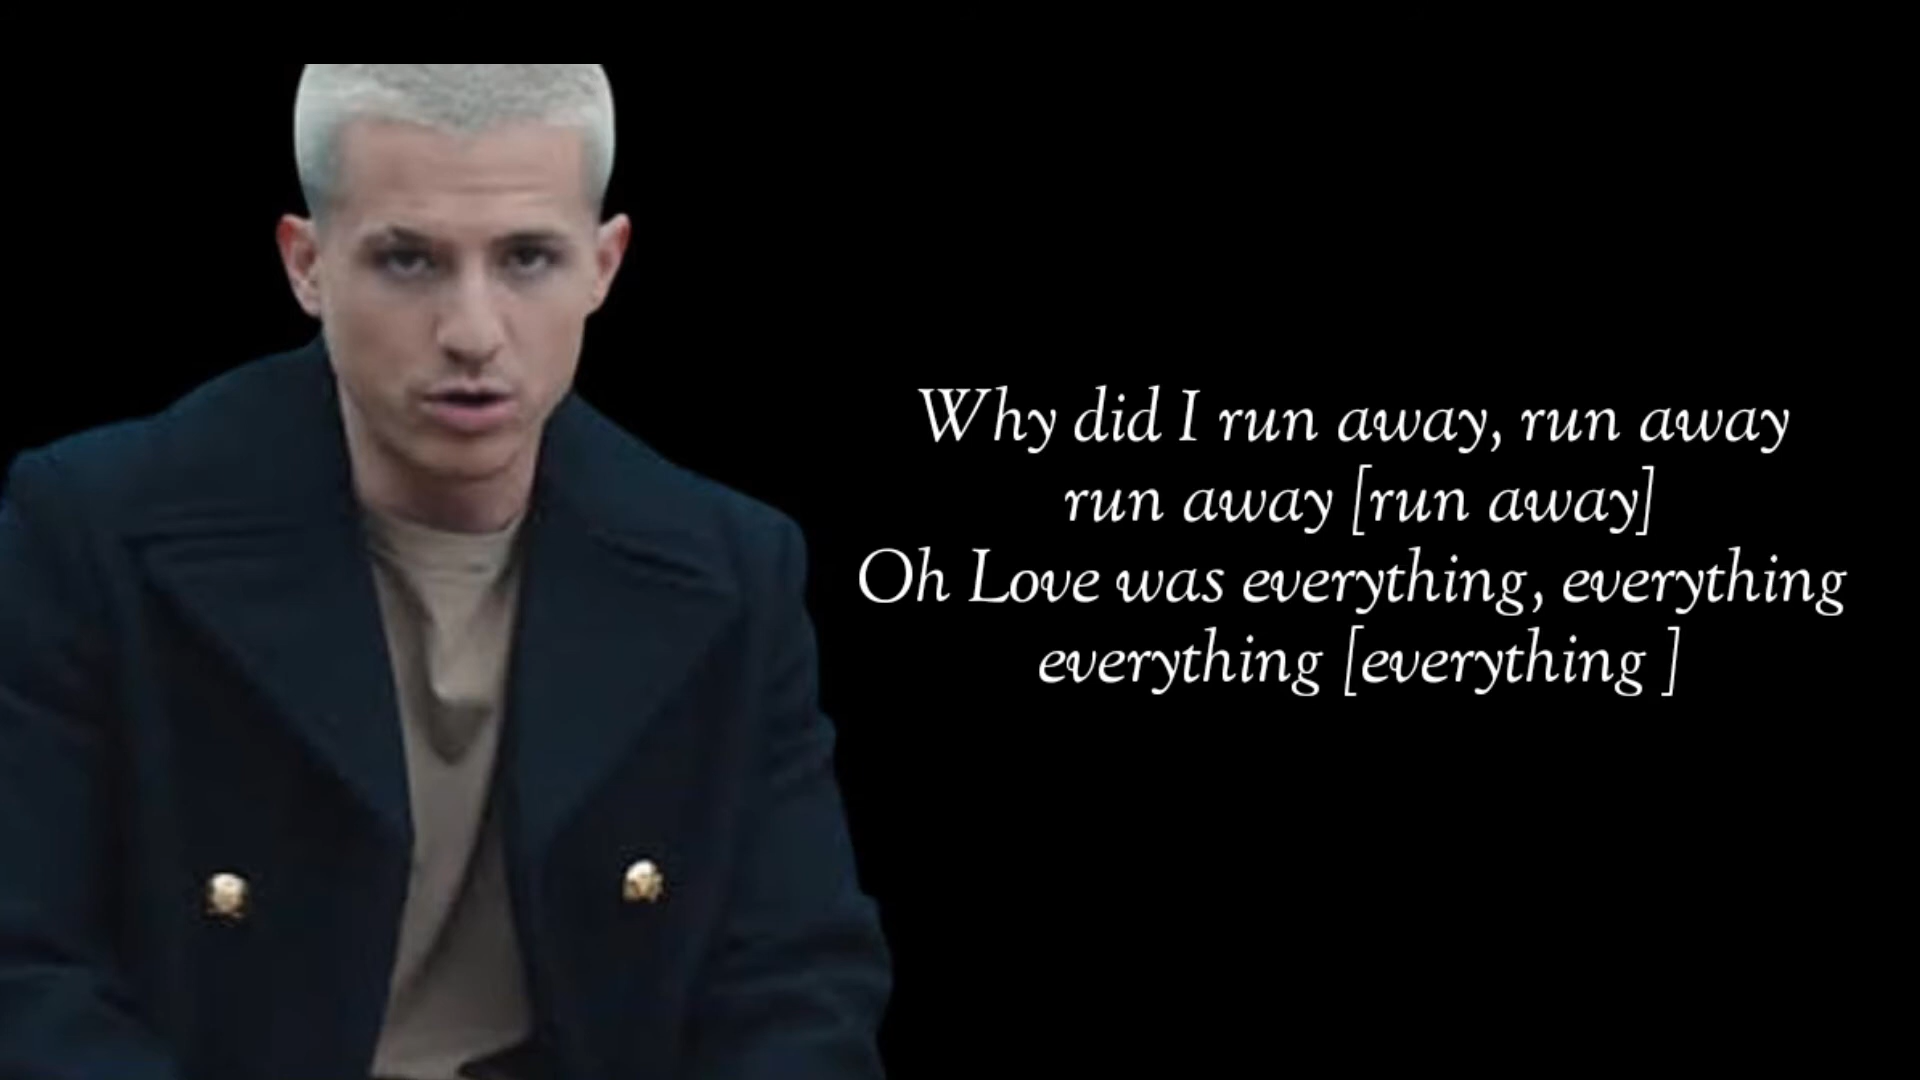 Why did I run away, run away
run away [run away]
Oh Love was everything, everything
everything [everything ]